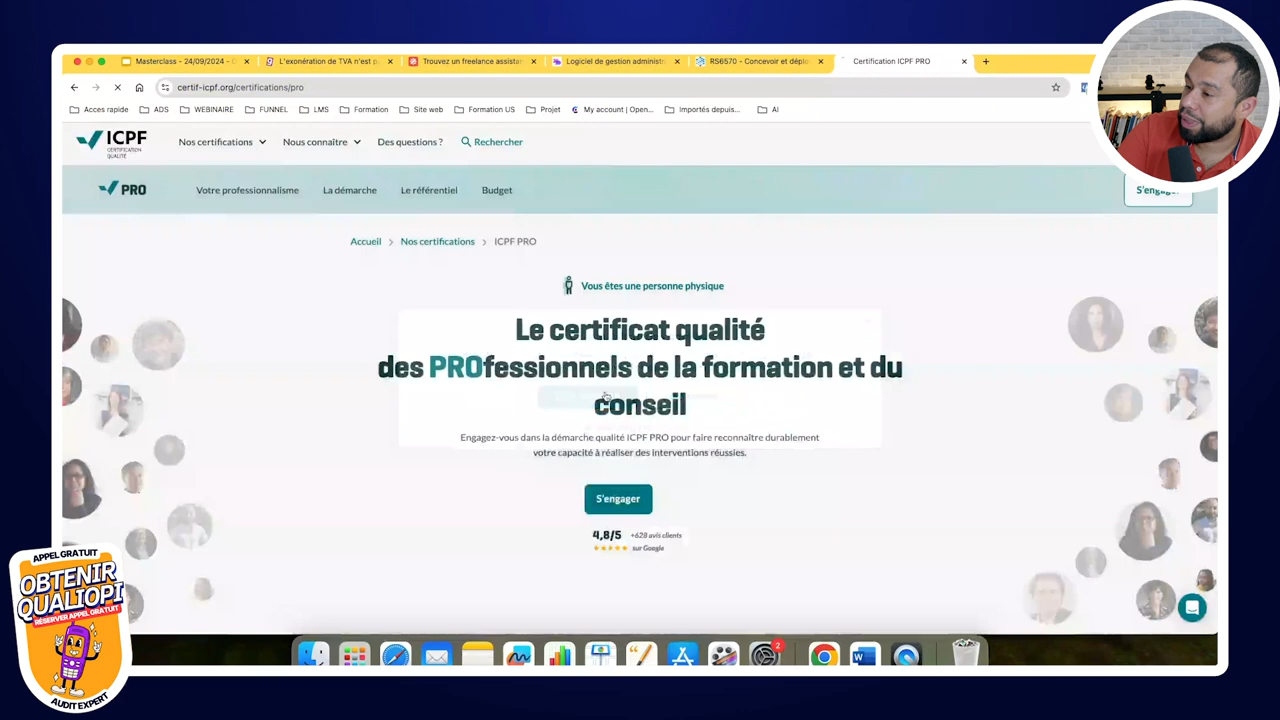 Masterclass - 24/09/2024 - 
L'exonération de TVA n'est p
Trouvez un freelance assista
Logiciel de gestion administ
RS6570 - Concevoir et déplo
Certification ICPF PRO
certif-icpf.org/certifications/pro
Acces rapide
ADS
WEBINAIRE
FUNNEL
LMS
Formation
Site web
Formation US
Projet
My account | Open...
Importés depuis...
AI
ICPF
CERTIFICATION
QUALITÉ
Nos certifications
Nous connaître
Des questions ?
Rechercher
PRO
Votre professionnalisme
La démarche
Le référentiel
Budget
S'engager
Accueil > Nos certifications > ICPF PRO
Vous êtes une personne physique
Le certificat qualité
des PROfessionnels de la formation et du
conseil
Engagez-vous dans la démarche qualité ICPF PRO pour faire reconnaître durablement
votre capacité à réaliser des interventions réussies.
S'engager
4,8/5
+628 avis clients
sur Google
APPEL GRATUIT
OBTENIR
QUALIOPI
RÉSERVER APPEL GRATUIT
AUDIT EXPERT
2